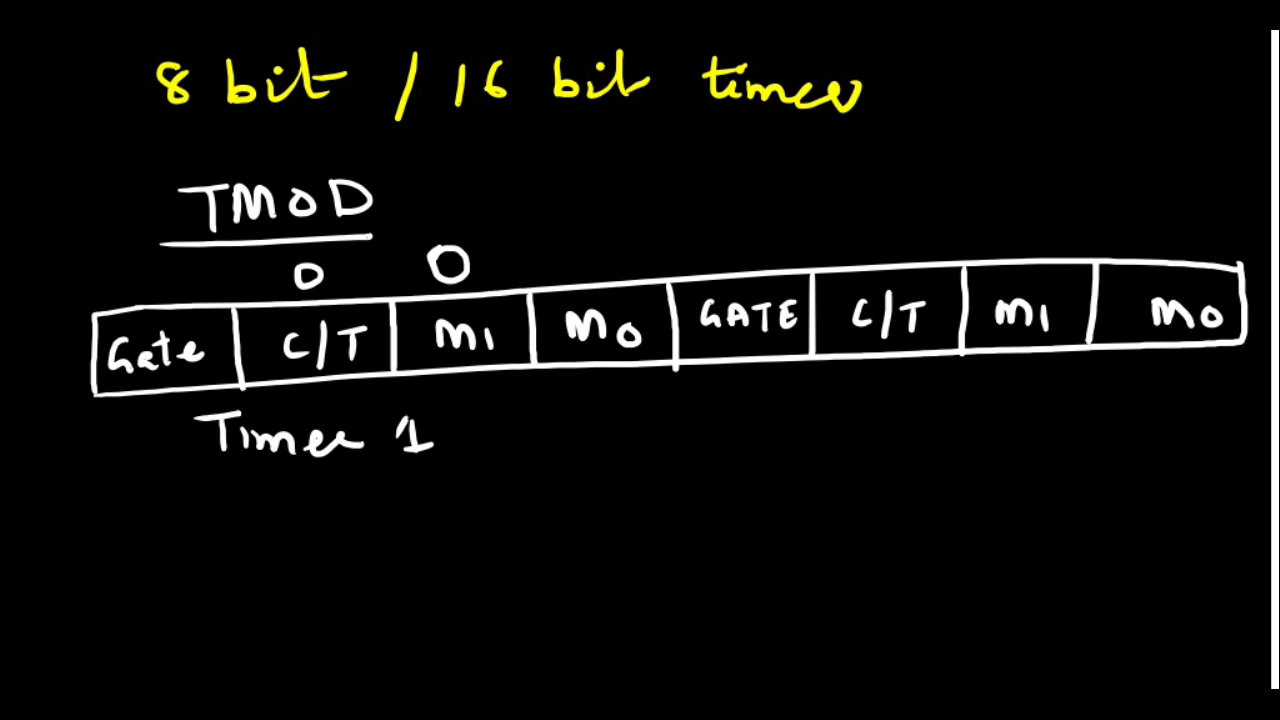 8 bit / 16 bit timer
TMOD
0 0
Gate C/T M1 M0 GATE C/T M1 M0
Timer 1